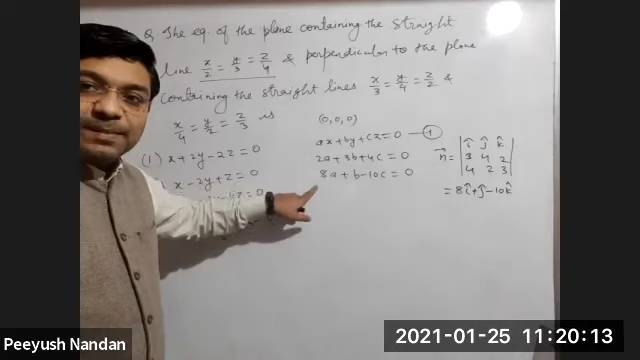 Q The eq. of the plane containing the straight
line x/2 = y/3 = z/4 & perpendicular to the plane
containing the straight lines x/3 = y/4 = z/2 &
x/4 = y/2 = z/3 is
(1) x+2y-2z=0
x-2y+z=0
=0
(0,0,0)
ax+by+cz=0 —(1)
2a+3b+4c=0
8a+b-10c=0
n⃗ = | î ĵ k̂ |
3 4 2
4 2 3
= 8î+ĵ-10k̂
Peeyush Nandan
2021-01-25 11:20:13